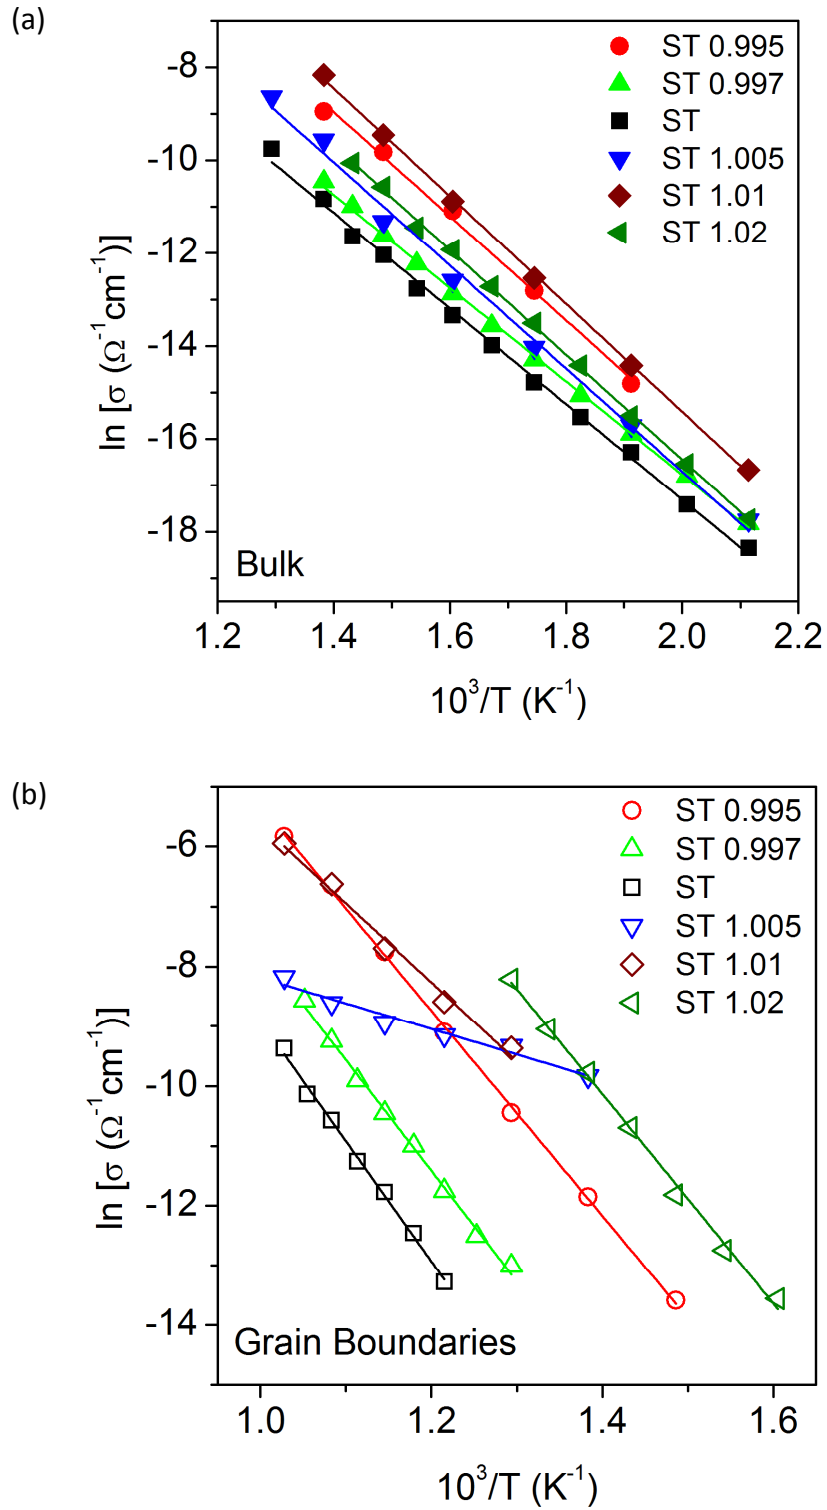 (a)
ln [σ (Ω⁻¹cm⁻¹)]
-8
-10
-12
-14
-16
-18
ST 0.995
ST 0.997
ST
ST 1.005
ST 1.01
ST 1.02
Bulk
1.2 1.4 1.6 1.8 2.0 2.2
10³/T (K⁻¹)
(b)
ln [σ (Ω⁻¹cm⁻¹)]
-6
-8
-10
-12
-14
ST 0.995
ST 0.997
ST
ST 1.005
ST 1.01
ST 1.02
Grain Boundaries
1.0 1.2 1.4 1.6
10³/T (K⁻¹)